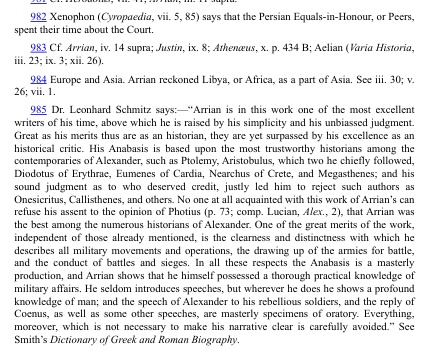 982 Xenophon (Cyropaedia, vii. 5, 85) says that the Persian Equals-in-Honour, or Peers,
spent their time about the Court.
983 Cf. Arrian, iv. 14 supra; Justin, ix. 8; Athenæus, x. p. 434 B; Aelian (Varia Historia,
iii. 23; ix. 3; xii. 26).
984 Europe and Asia. Arrian reckoned Libya, or Africa, as a part of Asia. See iii. 30; v.
26; vii. 1.
985 Dr. Leonhard Schmitz says:—“Arrian is in this work one of the most excellent
writers of his time, above which he is raised by his simplicity and his unbiassed judgment.
Great as his merits thus are as an historian, they are yet surpassed by his excellence as an
historical critic. His Anabasis is based upon the most trustworthy historians among the
contemporaries of Alexander, such as Ptolemy, Aristobulus, which two he chiefly followed,
Diodotus of Erythrae, Eumenes of Cardia, Nearchus of Crete, and Megasthenes; and his
sound judgment as to who deserved credit, justly led him to reject such authors as
Onesicritus, Callisthenes, and others. No one at all acquainted with this work of Arrian’s can
refuse his assent to the opinion of Photius (p. 73; comp. Lucian, Alex., 2), that Arrian was
the best among the numerous historians of Alexander. One of the great merits of the work,
independent of those already mentioned, is the clearness and distinctness with which he
describes all military movements and operations, the drawing up of the armies for battle,
and the conduct of battles and sieges. In all these respects the Anabasis is a masterly
production, and Arrian shows that he himself possessed a thorough practical knowledge of
military affairs. He seldom introduces speeches, but wherever he does he shows a profound
knowledge of man; and the speech of Alexander to his rebellious soldiers, and the reply of
Coenus, as well as some other speeches, are masterly specimens of oratory. Everything,
moreover, which is not necessary to make his narrative clear is carefully avoided.” See
Smith’s Dictionary of Greek and Roman Biography.